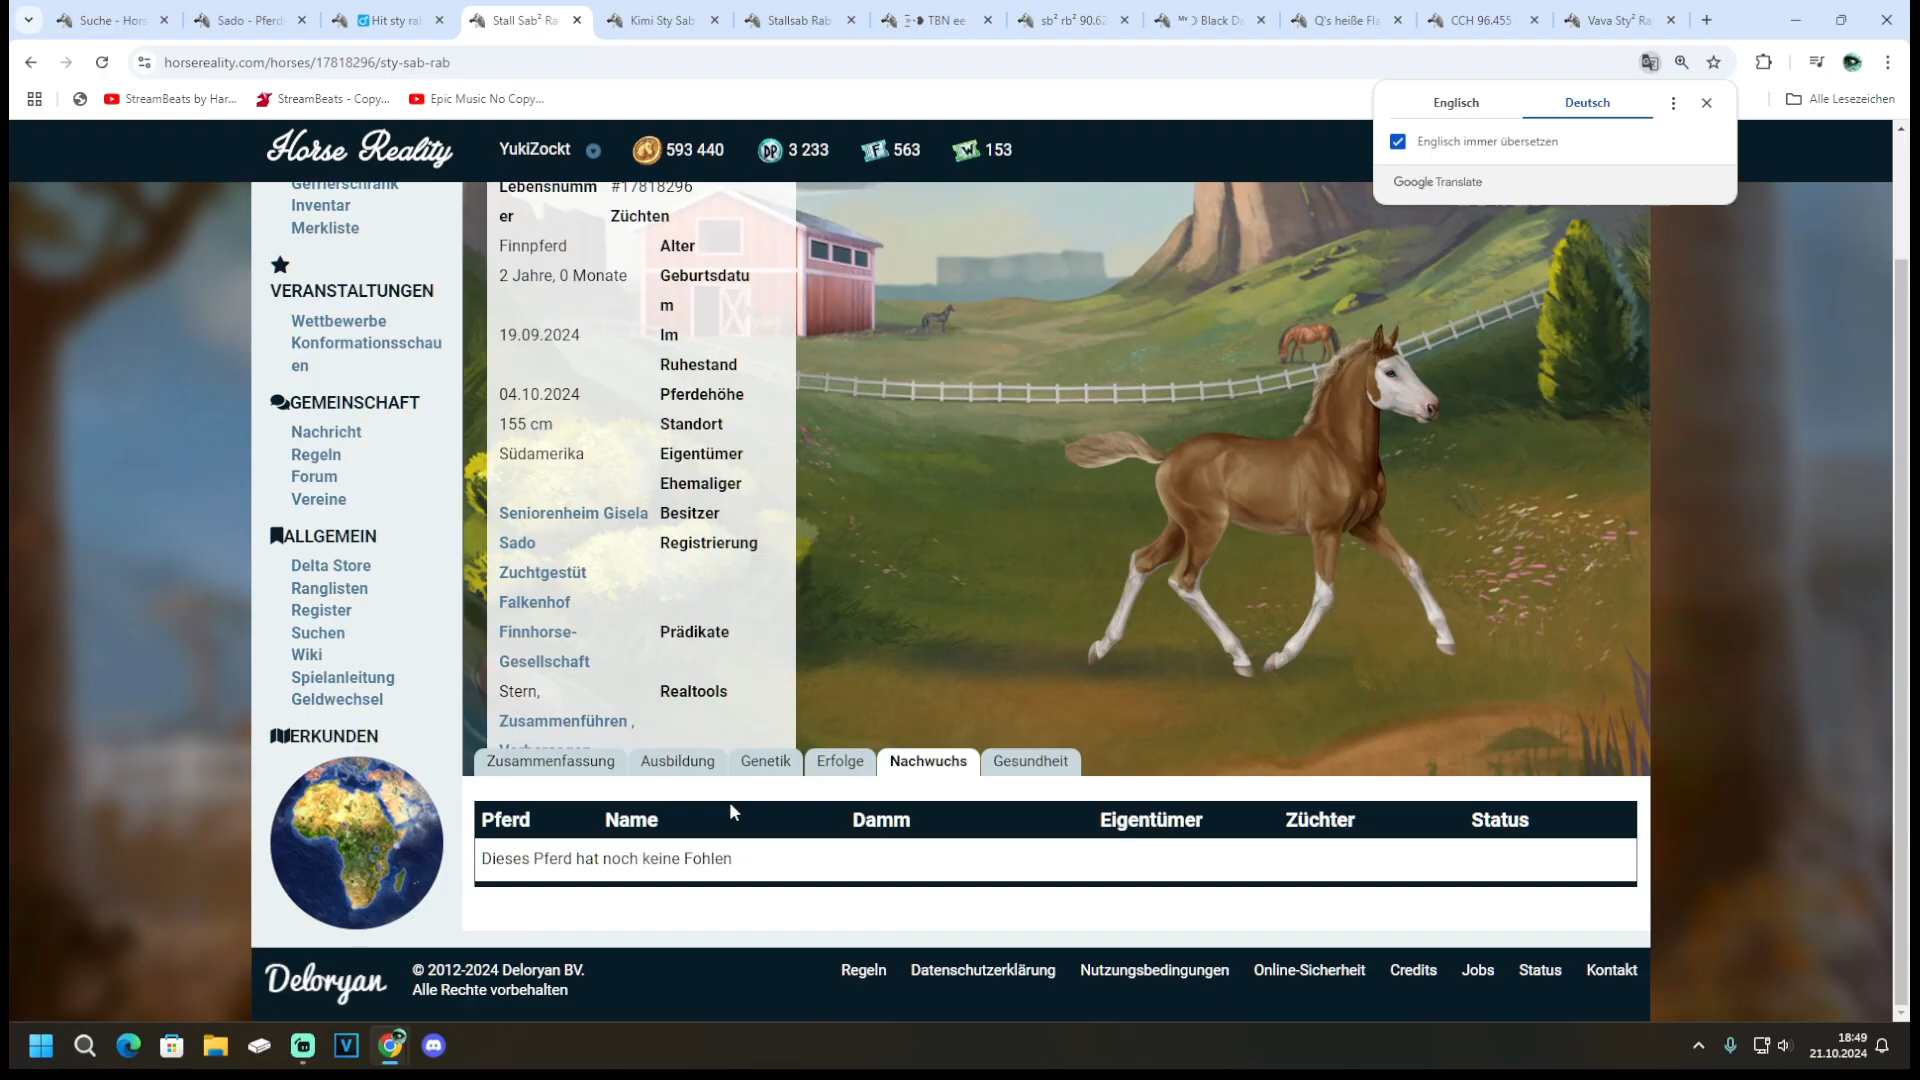 Suche - Hors
Sado - Pferd
Hit sty ra
Stall Sab² Ra
Kimi Sty Sab
Stallsab Rab
TBN ee
sb² rb² 90.62
Black Da
Q's heiße Fla
CCH 96.455
Vava Sty² Ra
horsereality.com/horses/17818296/sty-sab-rab
StreamBeats by Har...
StreamBeats - Copy...
Epic Music No Copy...
Alle Lesezeichen
Englisch
Deutsch
Englisch immer übersetzen
Google Translate
Horse Reality
YukiZockt
593 440
DP 3 233
F 563
W 153
Gefrierschrank
Inventar
Merkliste
VERANSTALTUNGEN
Wettbewerbe
Konformationsschau
en
GEMEINSCHAFT
Nachricht
Regeln
Forum
Vereine
ALLGEMEIN
Delta Store
Ranglisten
Register
Suchen
Wiki
Spielanleitung
Geldwechsel
ERKUNDEN
Lebensnumm #17818296
er Züchten
Finnpferd Alter
2 Jahre, 0 Monate Geburtsdatu
m
19.09.2024 Im
Ruhestand
04.10.2024 Pferdehöhe
155 cm Standort
Südamerika Eigentümer
Ehemaliger
Seniorenheim Gisela Besitzer
Sado Registrierung
Zuchtgestüt
Falkenhof
Finnhorse- Prädikate
Gesellschaft
Stern, Realtools
Zusammenführen ,
Zusammenfassung
Ausbildung
Genetik
Erfolge
Nachwuchs
Gesundheit
Pferd Name Damm Eigentümer Züchter Status
Dieses Pferd hat noch keine Fohlen
Deloryan
© 2012-2024 Deloryan BV.
Alle Rechte vorbehalten
Regeln Datenschutzerklärung Nutzungsbedingungen Online-Sicherheit Credits Jobs Status Kontakt
18:49
21.10.2024